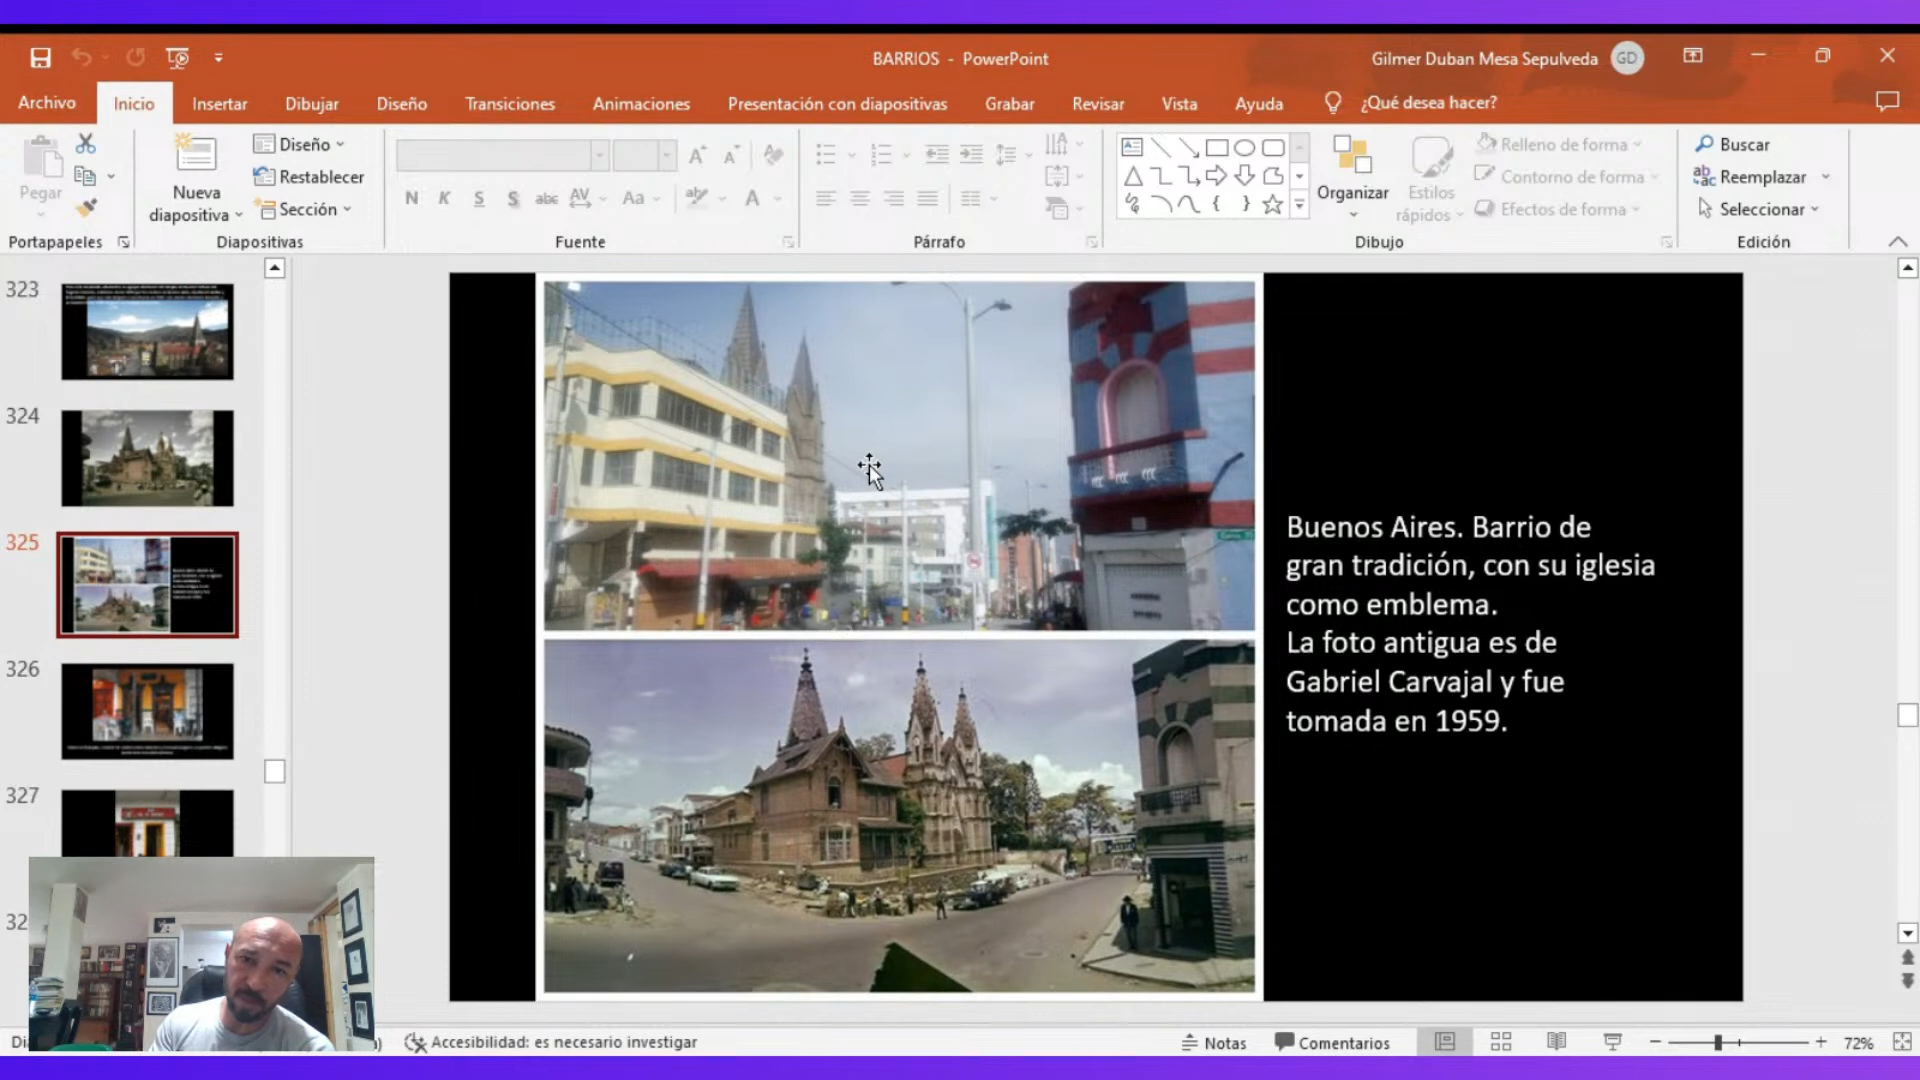 BARRIOS - PowerPoint
Gilmer Duban Mesa Sepulveda GD
Archivo Inicio Insertar Dibujar Diseño Transiciones Animaciones Presentación con diapositivas Grabar Revisar Vista Ayuda ¿Qué desea hacer?
Pegar
Nueva diapositiva
Diseño
Restablecer
Sección
N K S S abc AV Aa A
Organizar
Estilos rápidos
Relleno de forma
Contorno de forma
Efectos de forma
Buscar
Reemplazar
Seleccionar
Portapapeles Diapositivas Fuente Párrafo Dibujo Edición
323
324
325
326
327
Buenos Aires. Barrio de
gran tradición, con su iglesia
como emblema.
La foto antigua es de
Gabriel Carvajal y fue
tomada en 1959.
Accesibilidad: es necesario investigar
Notas Comentarios 72%